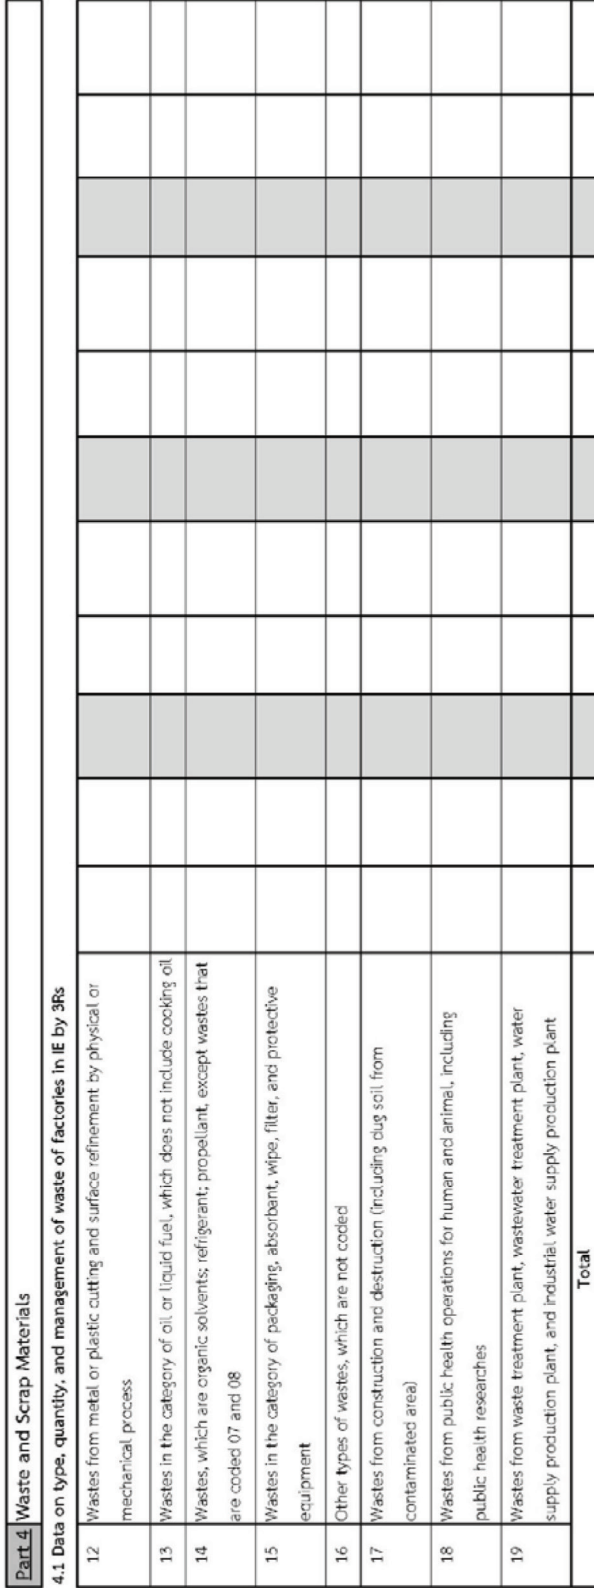 Part 4 Waste and Scrap Materials
4.1 Data on type, quantity, and management of waste of factories in IE by 3Rs
12 Wastes from metal or plastic cutting and surface refinement by physical or
mechanical process
13 Wastes in the category of oil or liquid fuel, which does not include cooking oil
14 Wastes, which are organic solvents; refrigerant; propellant, except wastes that
are coded 07 and 08
15 Wastes in the category of packaging, absorbant, wipe, filter, and protective
equipment
16 Other types of wastes, which are not coded
17 Wastes from construction and destruction (including dug soil from
contaminated area)
18 Wastes from public health operations for human and animal, including
public health researches
19 Wastes from waste treatment plant, wastewater treatment plant, water
supply production plant, and industrial water supply production plant
Total